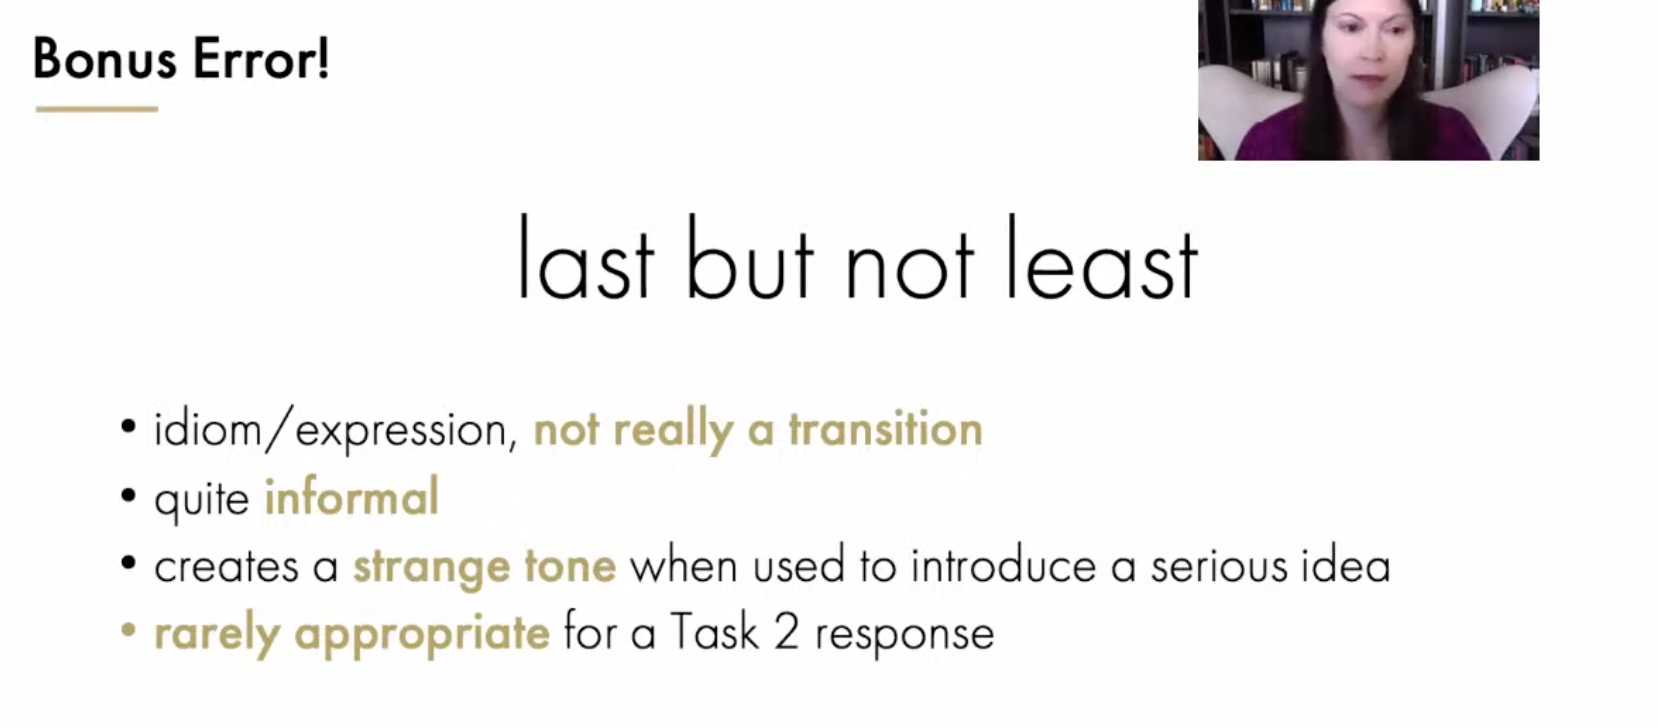 Bonus Error!
last but not least
• idiom/expression, not really a transition
• quite informal
• creates a strange tone when used to introduce a serious idea
• rarely appropriate for a Task 2 response